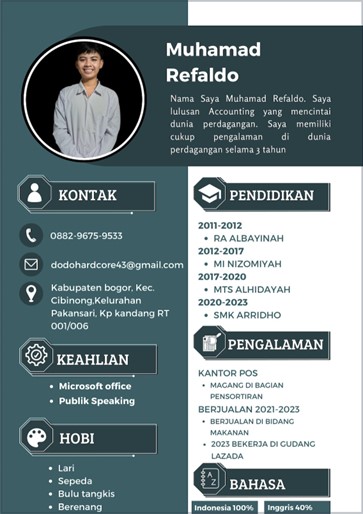 Muhamad
Refaldo
Nama Saya Muhamad Refaldo. Saya
lulusan Accounting yang mencintai
dunia perdagangan. Saya memiliki
cukup pengalaman di dunia
perdagangan selama 3 tahun
KONTAK
0882-9675-9533
dodohardcore43@gmail.com
Kabupaten bogor, Kec.
Cibinong,Kelurahan
Pakansari, Kp kandang RT
001/006
KEAHLIAN
Microsoft office
Publik Speaking
HOBI
Lari
Sepeda
Bulu tangkis
Berenang
PENDIDIKAN
2011-2012
RA ALBAYINAH
2012-2017
MI NIZOMIYAH
2017-2020
MTS ALHIDAYAH
2020-2023
SMK ARRIDHO
PENGALAMAN
KANTOR POS
MAGANG DI BAGIAN
PENSORTIRAN
BERJUALAN 2021-2023
BERJUALAN DI BIDANG
MAKANAN
2023 BEKERJA DI GUDANG
LAZADA
A
Z
BAHASA
Indonesia 100%
Inggris 40%